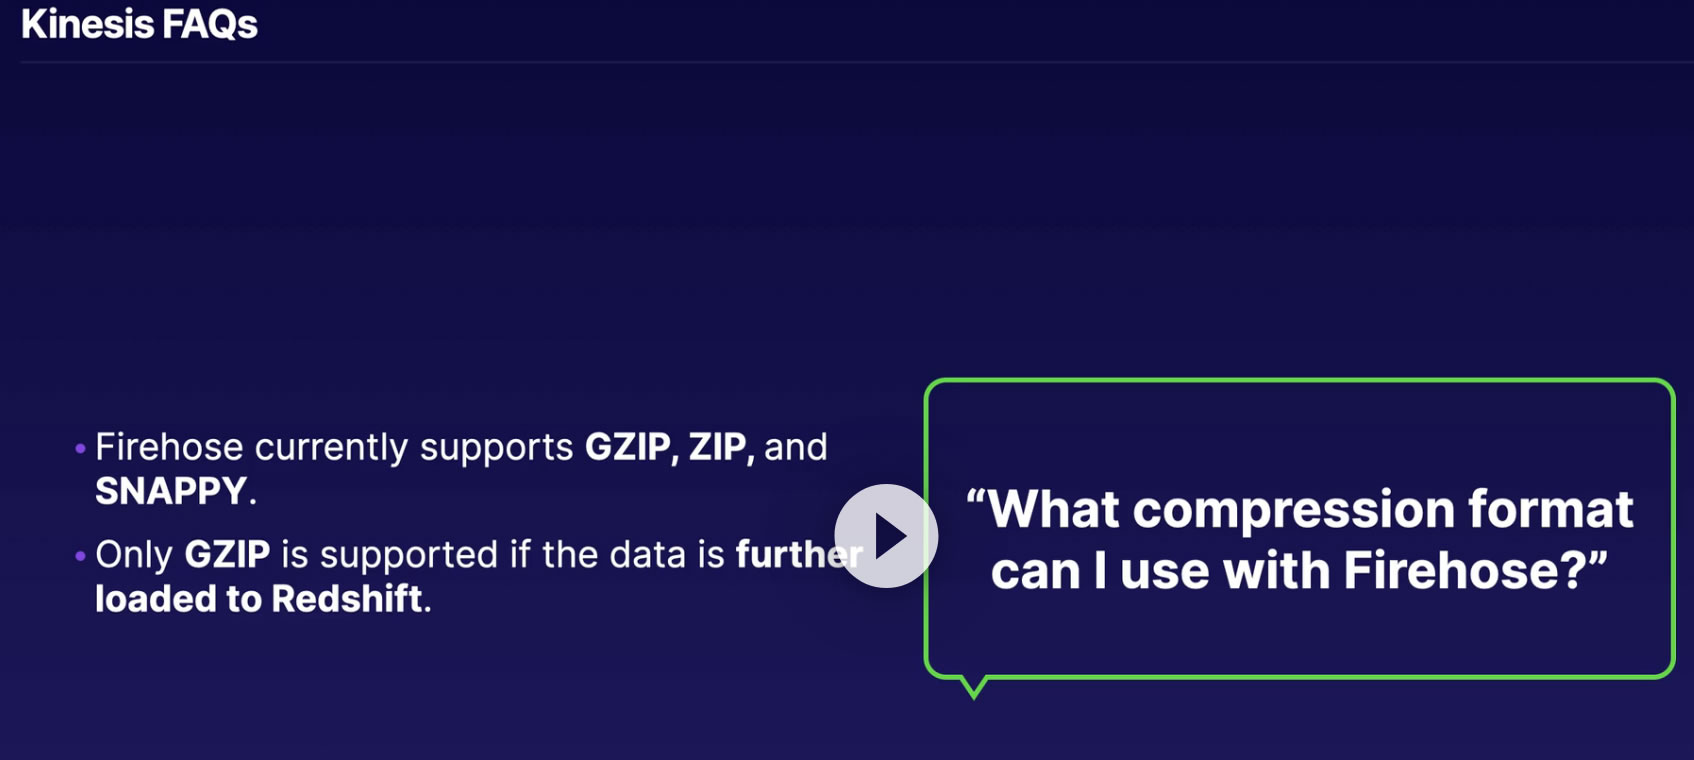 Kinesis FAQs
• Firehose currently supports GZIP, ZIP, and
SNAPPY.
• Only GZIP is supported if the data is further
loaded to Redshift.
“What compression format
can I use with Firehose?”